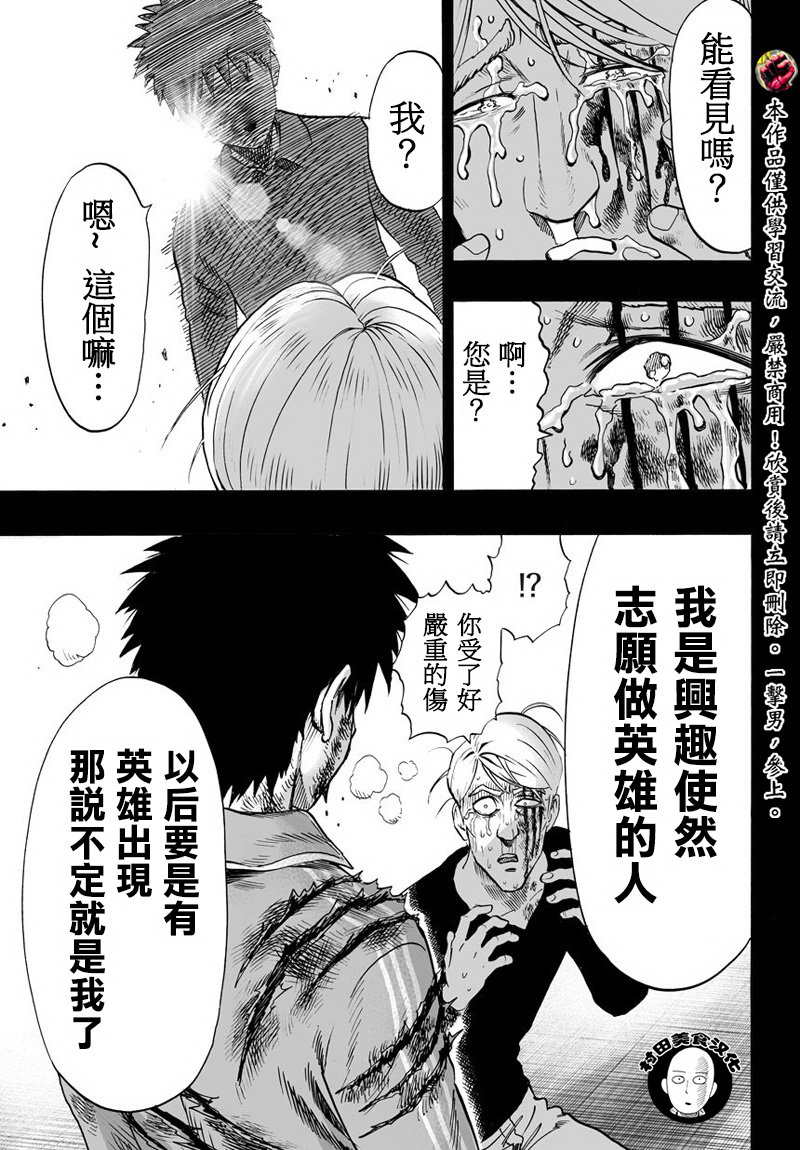 能看見嗎？
啊…
您是？
我？
嗯~
這個嘛…
我是興趣使然
志願做英雄的人
!?
你受了好
嚴重的傷
以后要是有
英雄出現
那說不定就是我了
本作品僅供學習交流，嚴禁商用！欣賞後請立即刪除。一擊男，參上。
村田美食汉化